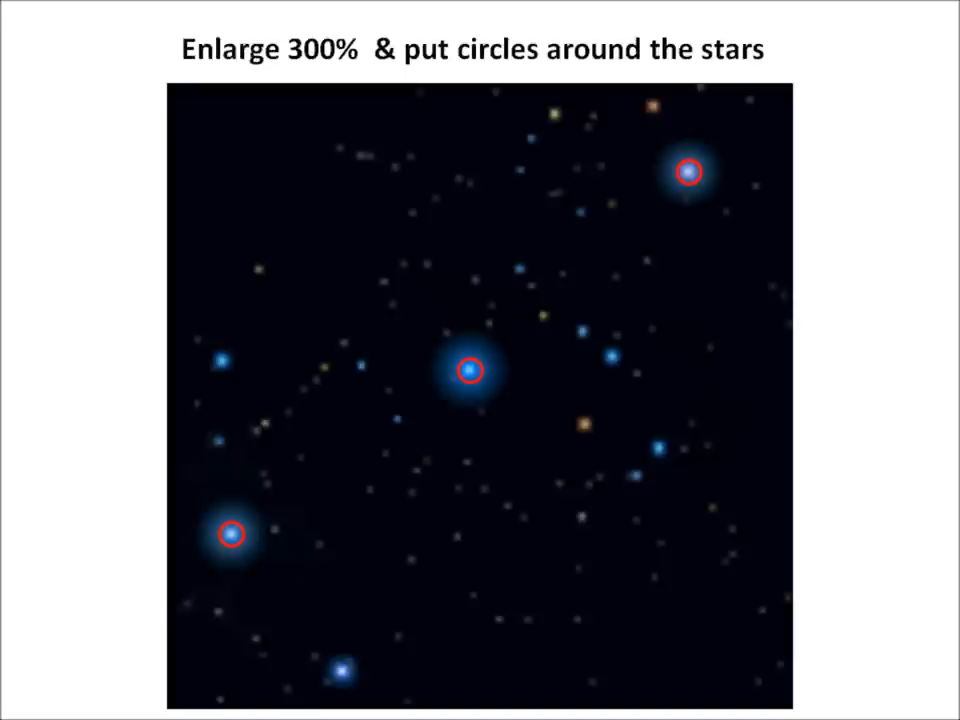 Enlarge 300%  & put circles around the stars